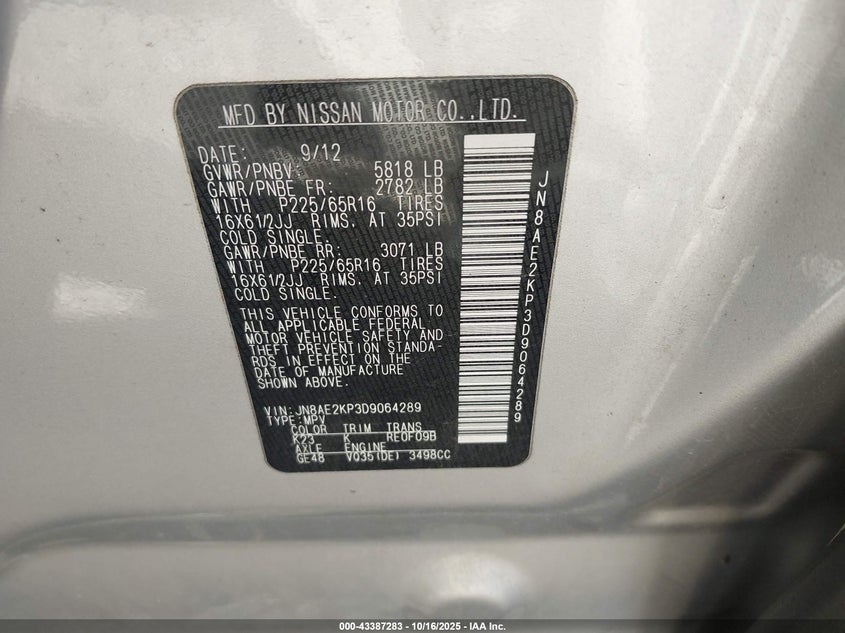 MFD BY NISSAN MOTOR CO.,LTD.
DATE: 9/12
GVWR/PNBV: 5818 LB
GAWR/PNBE FR: 2782 LB
WITH P225/65R16 TIRES
16X61/2JJ RIMS, AT 35PSI
COLD SINGLE.
GAWR/PNBE RR: 3071 LB
WITH P225/65R16 TIRES
16X61/2JJ RIMS, AT 35PSI
COLD SINGLE.
THIS VEHICLE CONFORMS TO
ALL APPLICABLE FEDERAL
MOTOR VEHICLE SAFETY AND
THEFT PREVENTION STANDA-
RDS IN EFFECT ON THE
DATE OF MANUFACTURE
SHOWN ABOVE.
VIN: JN8AE2KP3D9064289
TYPE: MPV
COLOR TRIM TRANS
K23 K RE0F09B
AXLE ENGINE
GE48 VQ35(DE) 3498CC
JN8AE2KP3D9064289
000-43387283 - 10/16/2025 - IAA Inc.